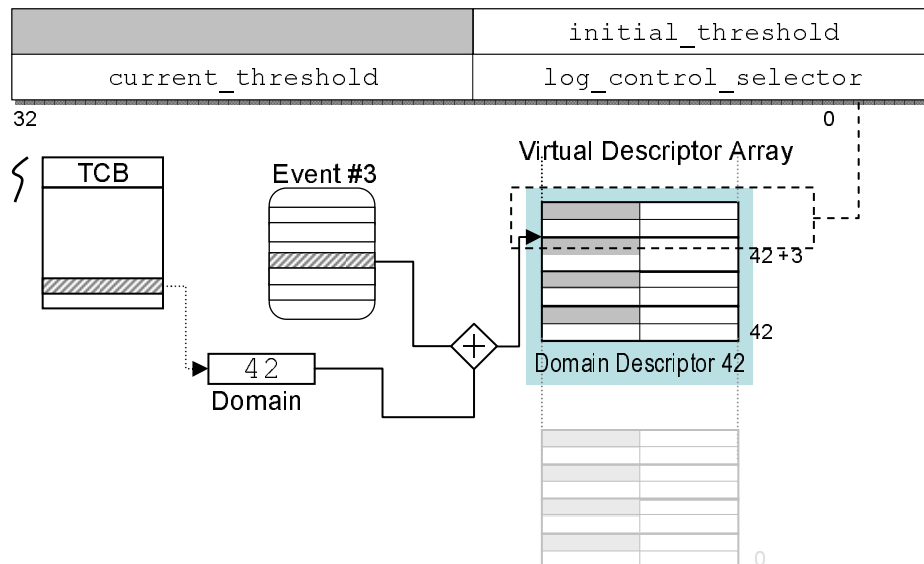 initial_threshold
current_threshold log_control_selector
32 0
Virtual Descriptor Array
TCB
Event #3
42 +3
42
Domain Descriptor 42
42
Domain
0